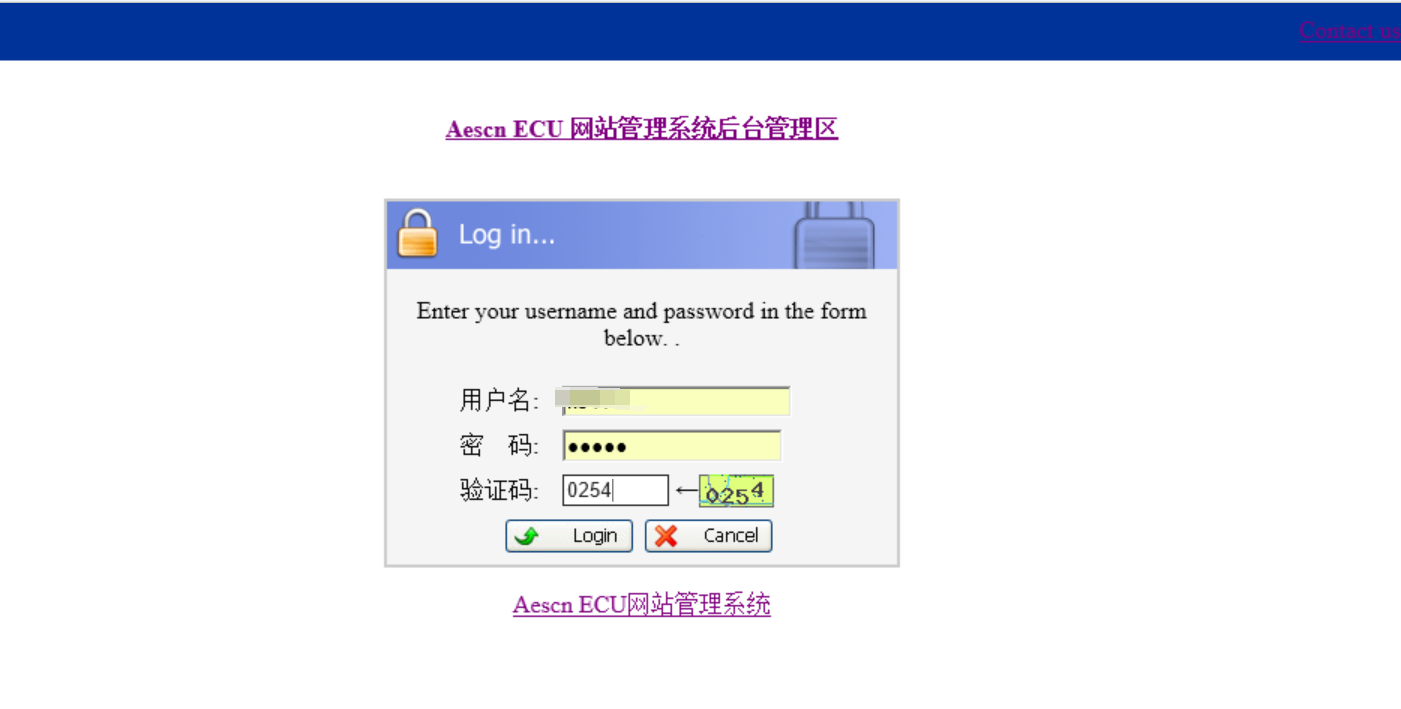 Contact us
Aescn ECU 网站管理系统后台管理区
Log in...
Enter your username and password in the form
below. .
用户名:
密 码: ●●●●●
验证码: 0254 ← 0254
Login Cancel
Aescn ECU网站管理系统